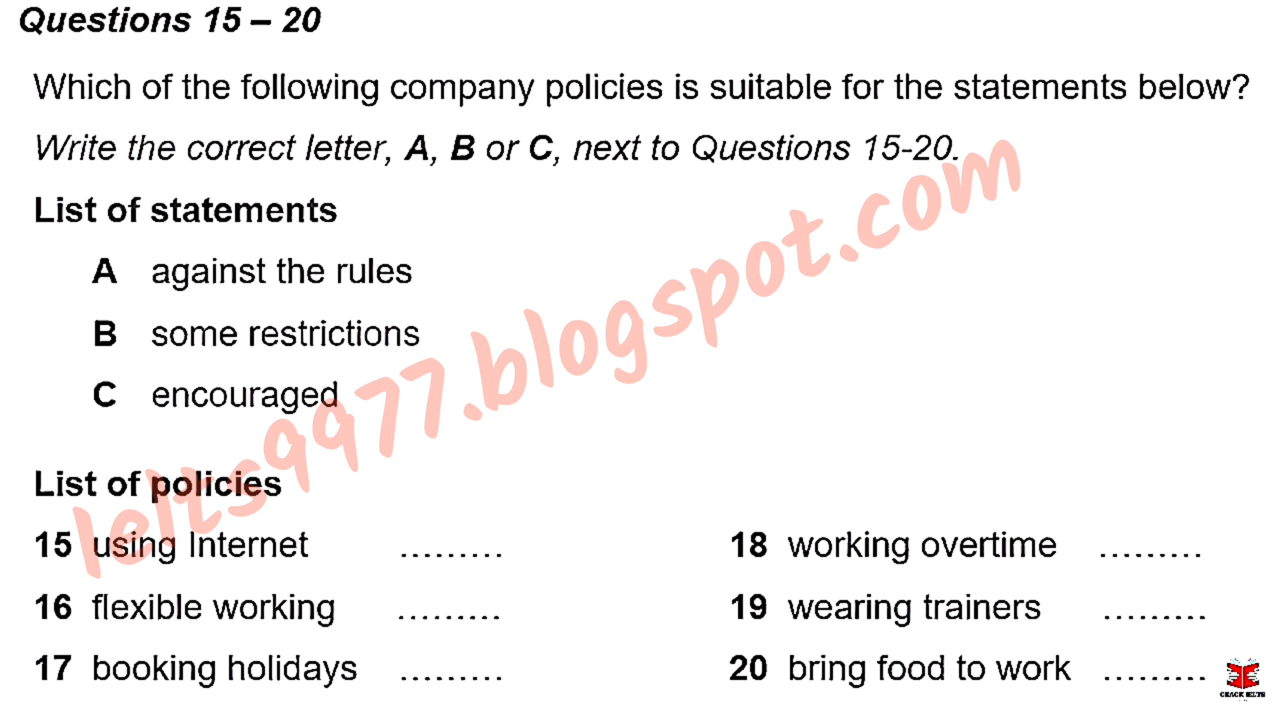 Questions 15 – 20
Which of the following company policies is suitable for the statements below?
Write the correct letter, A, B or C, next to Questions 15-20.
List of statements
A against the rules
B some restrictions
C encouraged
List of policies
15 using Internet .........
16 flexible working .........
17 booking holidays .........
18 working overtime .........
19 wearing trainers .........
20 bring food to work .........
Ielts9977.blogspot.com
CRACK IELTS